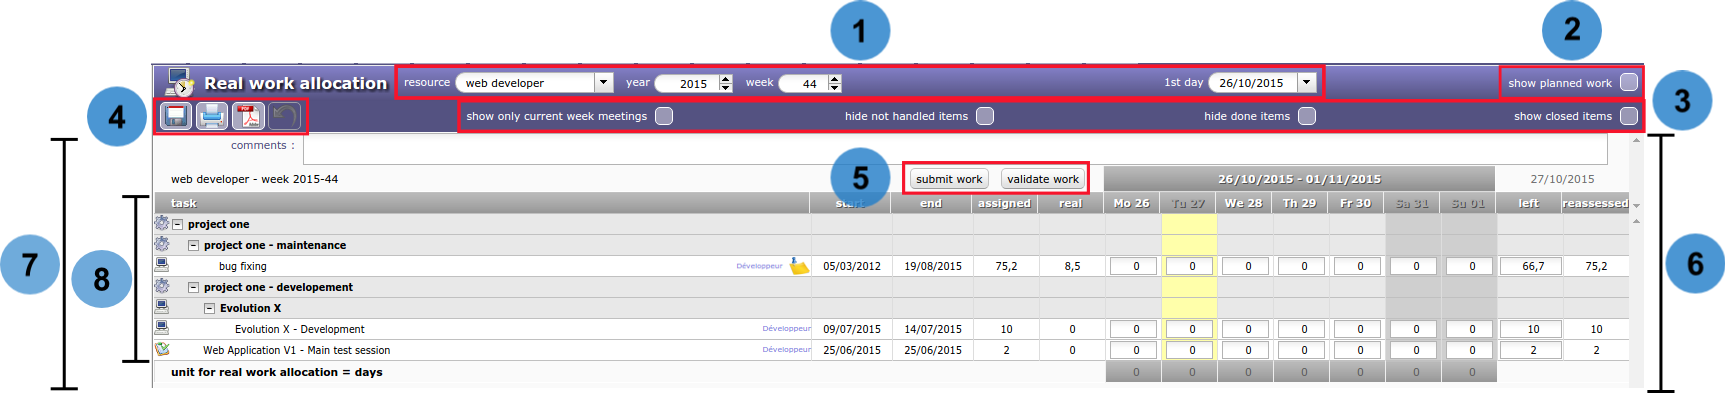 1
2
Real work allocation resource web developer year 2015 week 44 1st day 26/10/2015 show planned work
3
4 PDF show only current week meetings hide not handled items hide done items show closed items
comments :
web developer - week 2015-44 5 submit work validate work 26/10/2015 - 01/11/2015 27/10/2015
task start end assigned real Mo 26 Tu 27 We 28 Th 29 Fr 30 Sa 31 Su 01 left reassessed
project one
project one - maintenance
7 8 6
bug fixing Développeur 05/03/2012 19/08/2015 75,2 8,5 0 0 0 0 0 0 0 66,7 75,2
project one - developement
Evolution X
Evolution X - Development Développeur 09/07/2015 14/07/2015 10 0 0 0 0 0 0 0 0 10 10
Web Application V1 - Main test session Développeur 25/06/2015 25/06/2015 2 0 0 0 0 0 0 0 0 2 2
unit for real work allocation = days 0 0 0 0 0 0 0